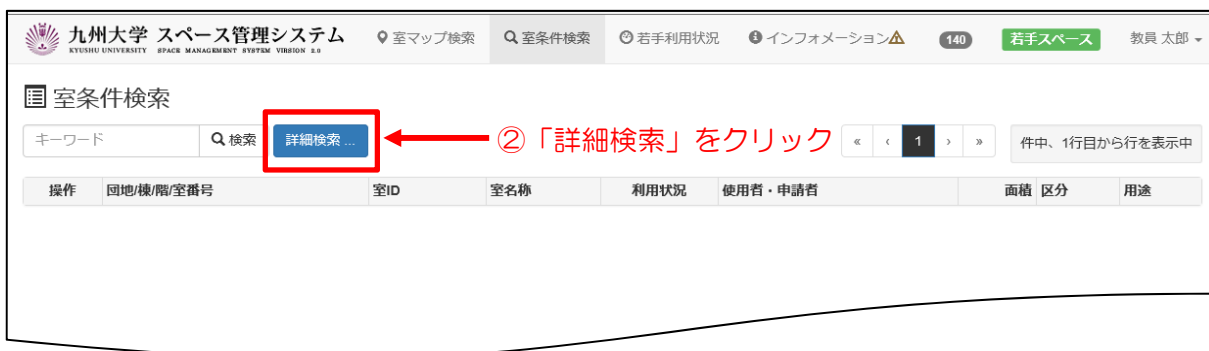 九州大学 スペース管理システム
KYUSHU UNIVERSITY SPACE MANAGEMENT SYSTEM VIRSION 2.0
室マップ検索 室条件検索 若手利用状況 インフォメーション 140 若手スペース 教員 太郎
室条件検索
キーワード 検索 詳細検索 ... ②「詳細検索」をクリック « ‹ 1 › » 件中、1行目から行を表示中
操作 団地/棟/階/室番号 室ID 室名称 利用状況 使用者・申請者 面積 区分 用途